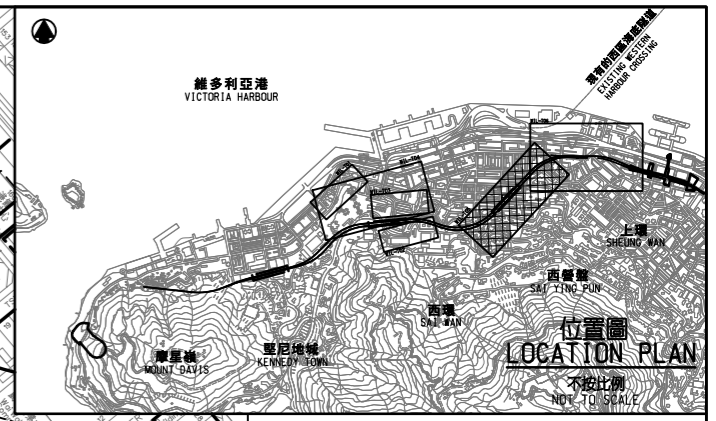 維多利亞港
VICTORIA HARBOUR
現有的西區海底隧道
EXISTING WESTERN
HARBOUR CROSSING
上環
SHEUNG WAN
西營盤
SAI YING PUN
西環
SAI WAN
堅尼地城
KENNEDY TOWN
摩星嶺
MOUNT DAVIS
位置圖
LOCATION PLAN
不按比例
NOT TO SCALE